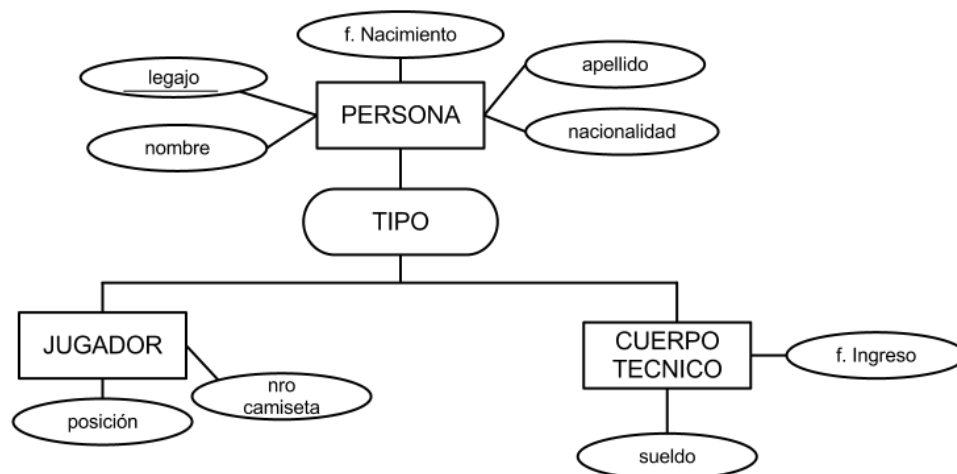 f. Nacimiento
legajo
apellido
PERSONA
nombre
nacionalidad
TIPO
JUGADOR
CUERPO
TECNICO
f. Ingreso
nro
camiseta
posición
sueldo